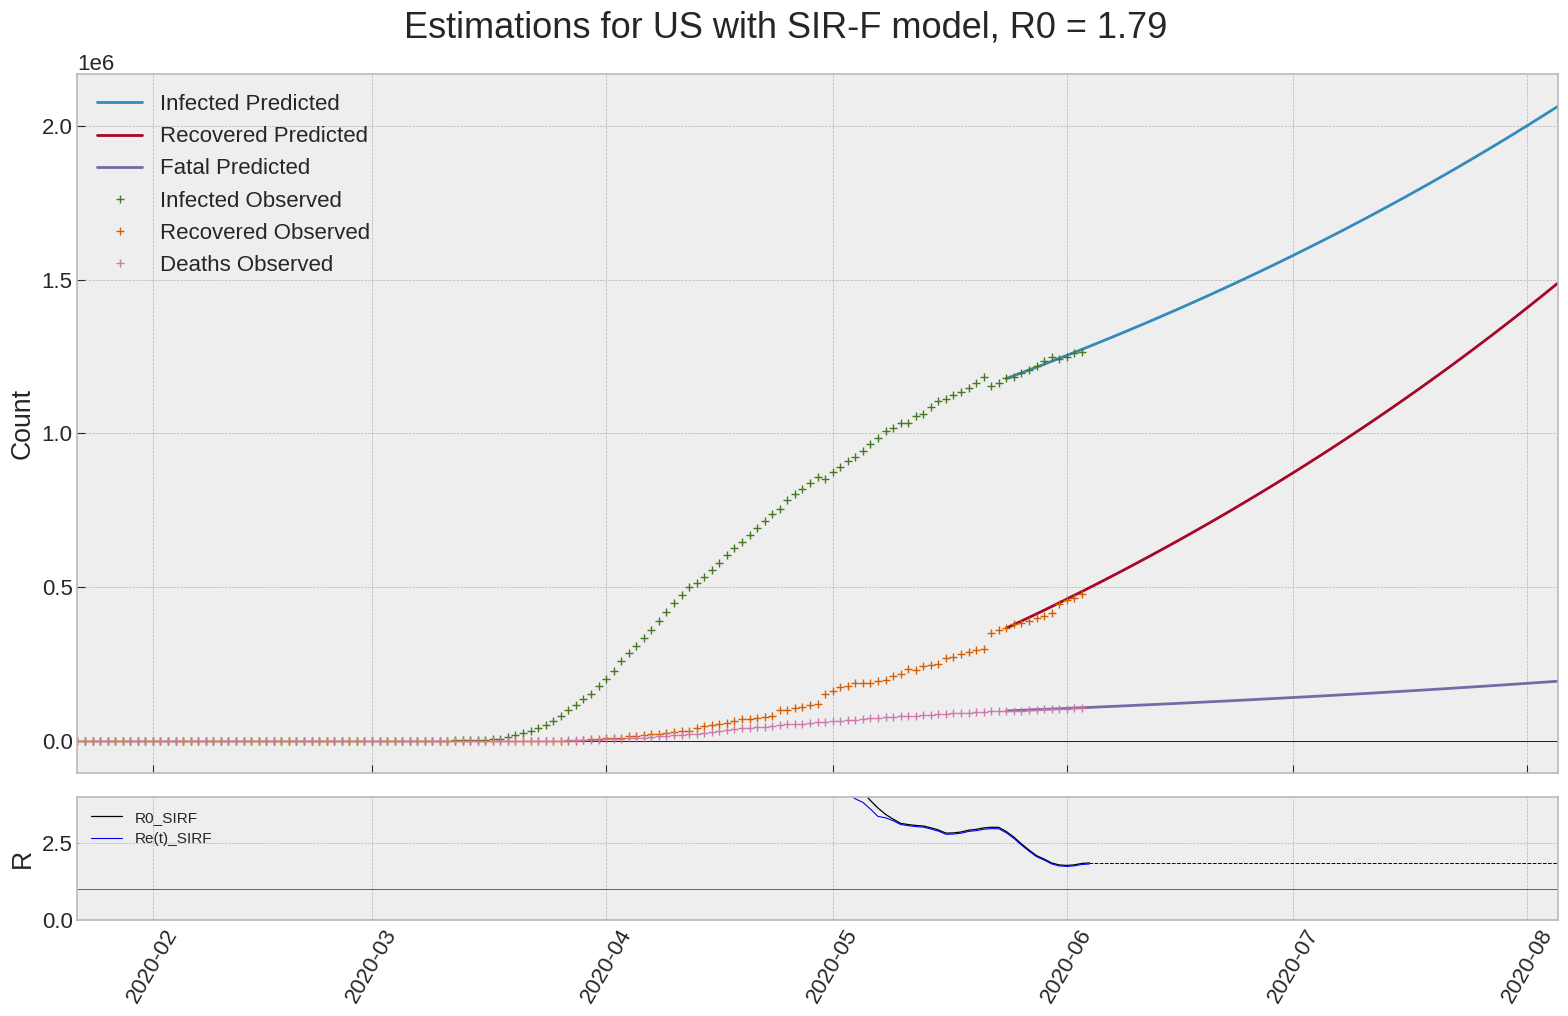 Estimations for US with SIR-F model, R0 = 1.79
1e6
Infected Predicted
Recovered Predicted
Fatal Predicted
Infected Observed
Recovered Observed
Deaths Observed
2.0
1.5
1.0
0.5
0.0
Count
R0_SIRF
Re(t)_SIRF
2.5
0.0
R
2020-02
2020-03
2020-04
2020-05
2020-06
2020-07
2020-08